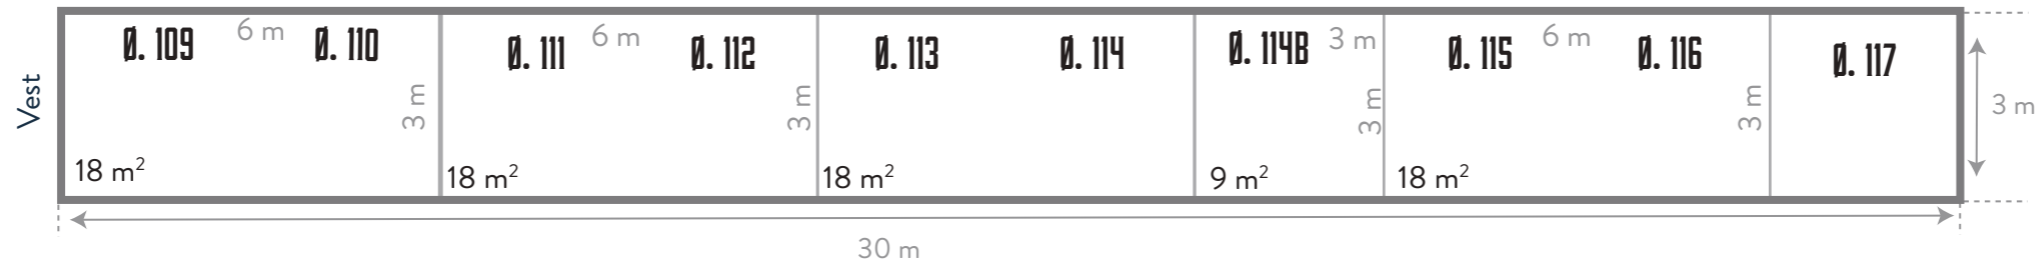 Vest
Ø. 109 6 m Ø. 110
3 m
18 m²
Ø. 111 6 m Ø. 112
3 m
18 m²
Ø. 113 Ø. 114
18 m²
Ø. 114B 3 m
3 m
9 m²
Ø. 115 6 m Ø. 116
3 m
18 m²
Ø. 117
3 m
30 m